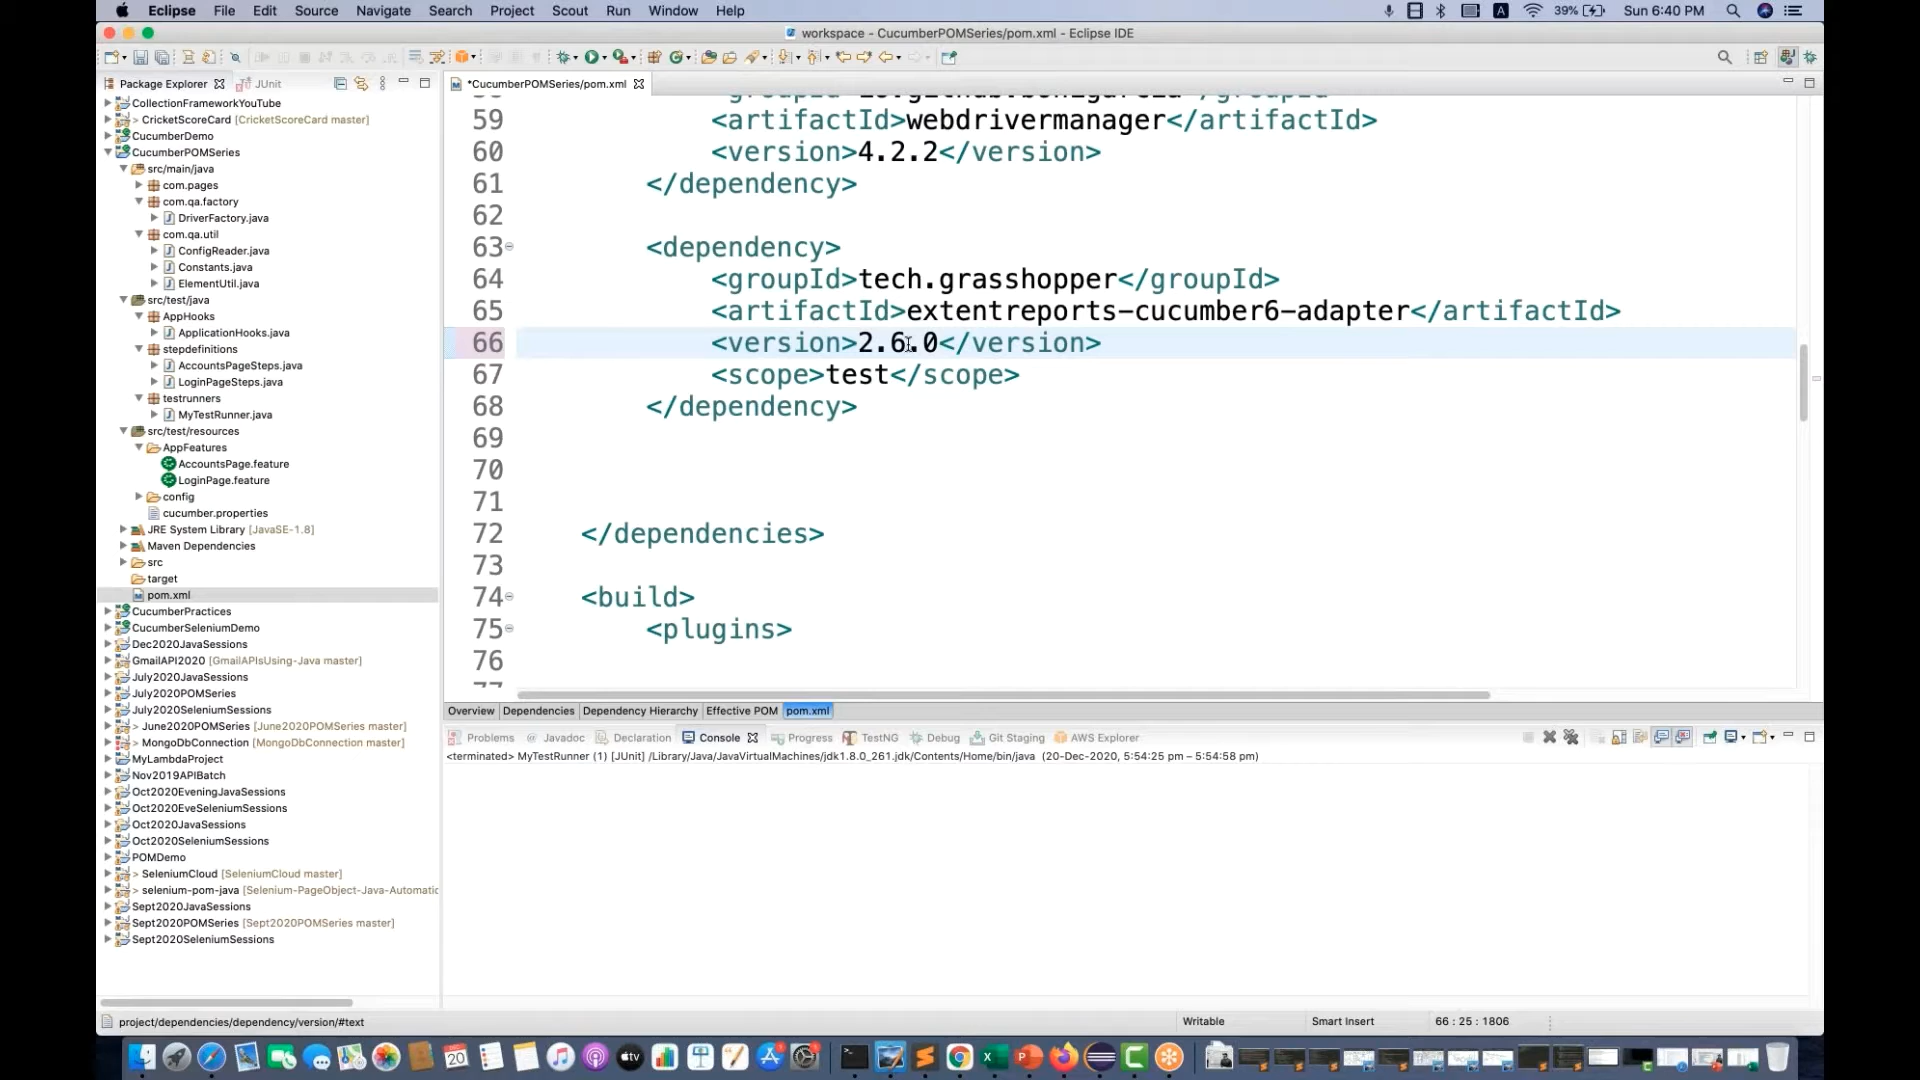 Eclipse File Edit Source Navigate Search Project Scout Run Window Help A 39% Sun 6:40 PM
workspace - CucumberPOMSeries/pom.xml - Eclipse IDE
Package Explorer JUnit
CollectionFrameworkYouTube
> CricketScoreCard [CricketScoreCard master]
CucumberDemo
CucumberPOMSeries
src/main/java
com.pages
com.qa.factory
DriverFactory.java
com.qa.util
ConfigReader.java
Constants.java
ElementUtil.java
src/test/java
AppHooks
ApplicationHooks.java
stepdefinitions
AccountsPageSteps.java
LoginPageSteps.java
testrunners
MyTestRunner.java
src/test/resources
AppFeatures
AccountsPage.feature
LoginPage.feature
config
cucumber.properties
JRE System Library [JavaSE-1.8]
Maven Dependencies
src
target
pom.xml
CucumberPractices
CucumberSeleniumDemo
Dec2020JavaSessions
GmailAPI2020 [GmailAPIsUsing-Java master]
July2020JavaSessions
July2020POMSeries
July2020SeleniumSessions
> June2020POMSeries [June2020POMSeries master]
> MongoDbConnection [MongoDbConnection master]
MyLambdaProject
Nov2019APIBatch
Oct2020EveningJavaSessions
Oct2020EveSeleniumSessions
Oct2020JavaSessions
Oct2020SeleniumSessions
POMDemo
> SeleniumCloud [SeleniumCloud master]
> selenium-pom-java [Selenium-PageObject-Java-Automatic
Sept2020JavaSessions
Sept2020POMSeries [Sept2020POMSeries master]
Sept2020SeleniumSessions
*CucumberPOMSeries/pom.xml
59 <artifactId>webdrivermanager</artifactId>
60 <version>4.2.2</version>
61 </dependency>
62
63 <dependency>
64 <groupId>tech.grasshopper</groupId>
65 <artifactId>extentreports-cucumber6-adapter</artifactId>
66 <version>2.6.0</version>
67 <scope>test</scope>
68 </dependency>
69
70
71
72 </dependencies>
73
74 <build>
75 <plugins>
76
Overview Dependencies Dependency Hierarchy Effective POM pom.xml
Problems @ Javadoc Declaration Console Progress TestNG Debug Git Staging AWS Explorer
<terminated> MyTestRunner (1) [JUnit] /Library/Java/JavaVirtualMachines/jdk1.8.0_261.jdk/Contents/Home/bin/java (20-Dec-2020, 5:54:25 pm – 5:54:58 pm)
project/dependencies/dependency/version/#text Writable Smart Insert 66 : 25 : 1806
20 tv